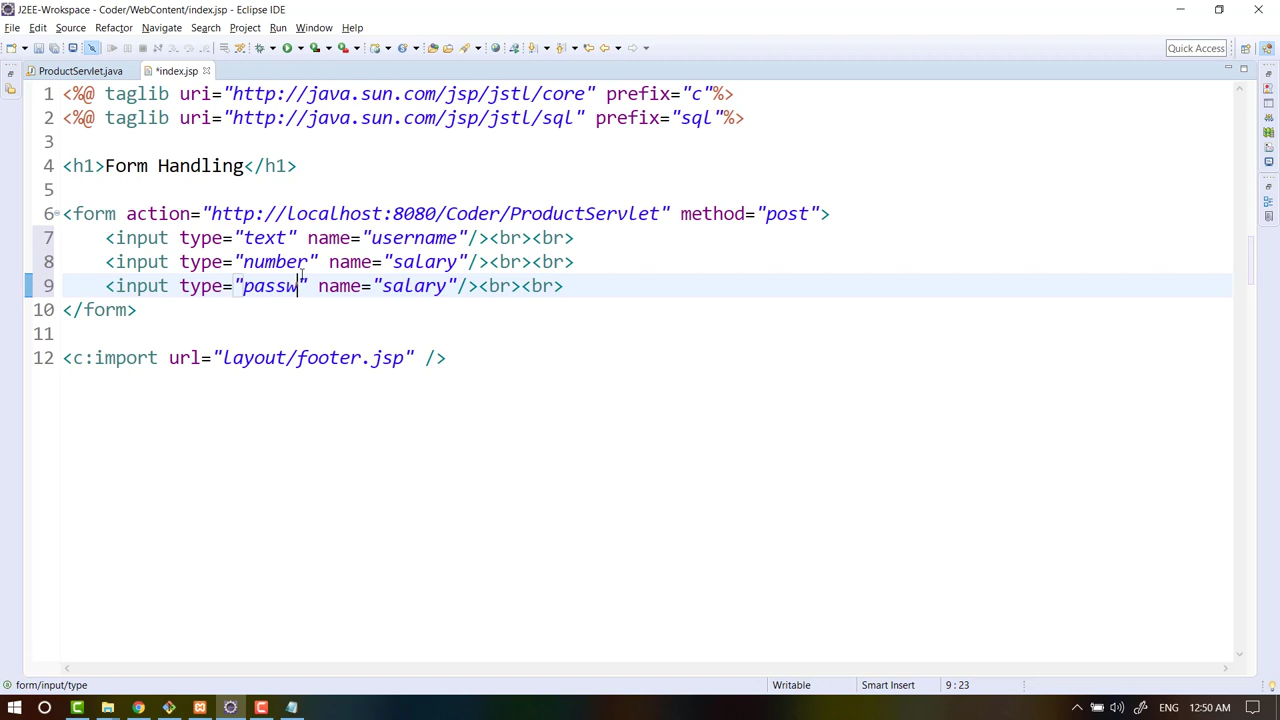 J2EE-Wrokspace - Coder/WebContent/index.jsp - Eclipse IDE
File Edit Source Refactor Navigate Search Project Run Window Help
Quick Access
ProductServlet.java *index.jsp
1 <%@ taglib uri="http://java.sun.com/jsp/jstl/core" prefix="c"%>
2 <%@ taglib uri="http://java.sun.com/jsp/jstl/sql" prefix="sql"%>
3
4 <h1>Form Handling</h1>
5
6 <form action="http://localhost:8080/Coder/ProductServlet" method="post">
7 <input type="text" name="username"/><br><br>
8 <input type="number" name="salary"/><br><br>
9 <input type="passw" name="salary"/><br><br>
10 </form>
11
12 <c:import url="layout/footer.jsp" />
form/input/type Writable Smart Insert 9 : 23
ENG 12:50 AM